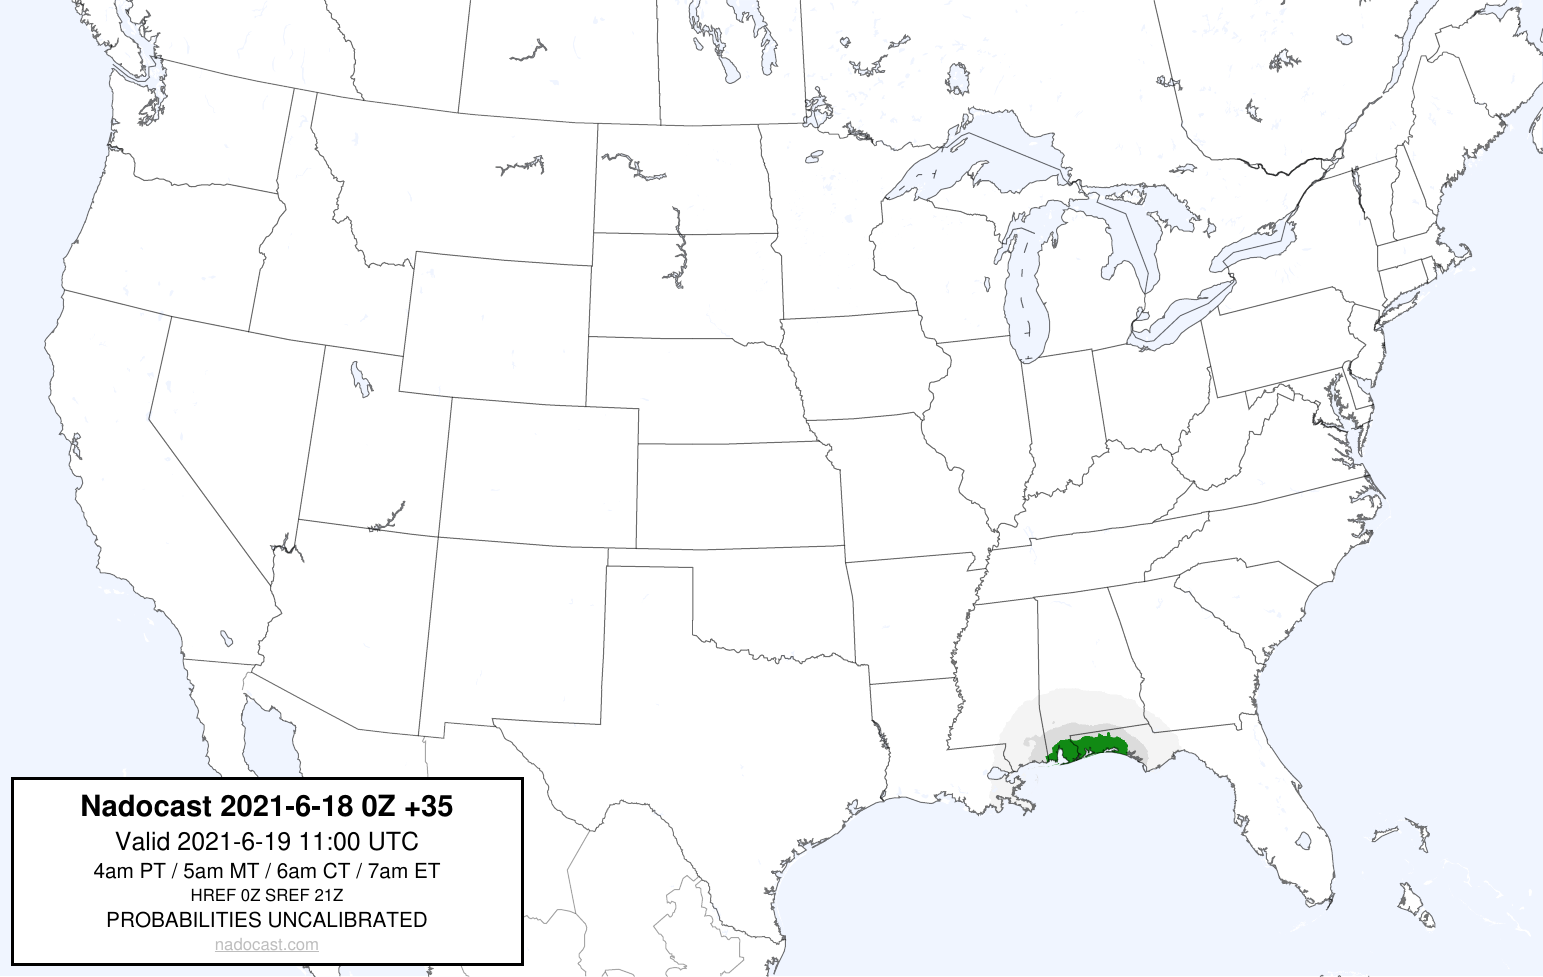 Nadocast 2021-6-18 0Z +35
Valid 2021-6-19 11:00 UTC
4am PT / 5am MT / 6am CT / 7am ET
HREF 0Z SREF 21Z
PROBABILITIES UNCALIBRATED
nadocast.com